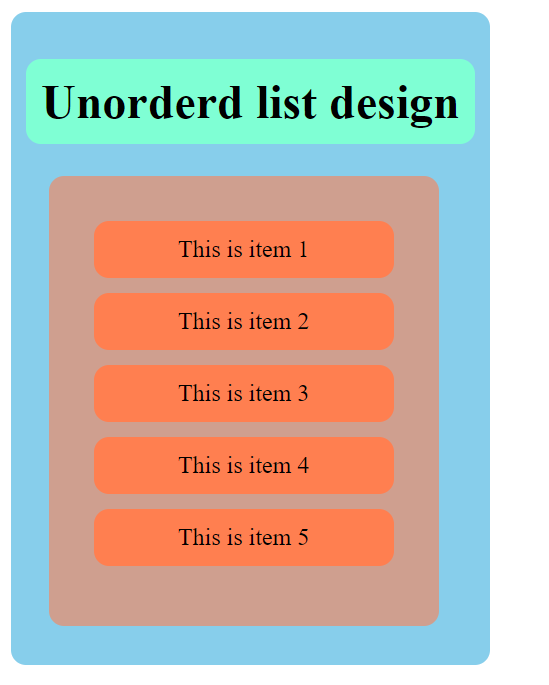 Unorderd list design
This is item 1
This is item 2
This is item 3
This is item 4
This is item 5